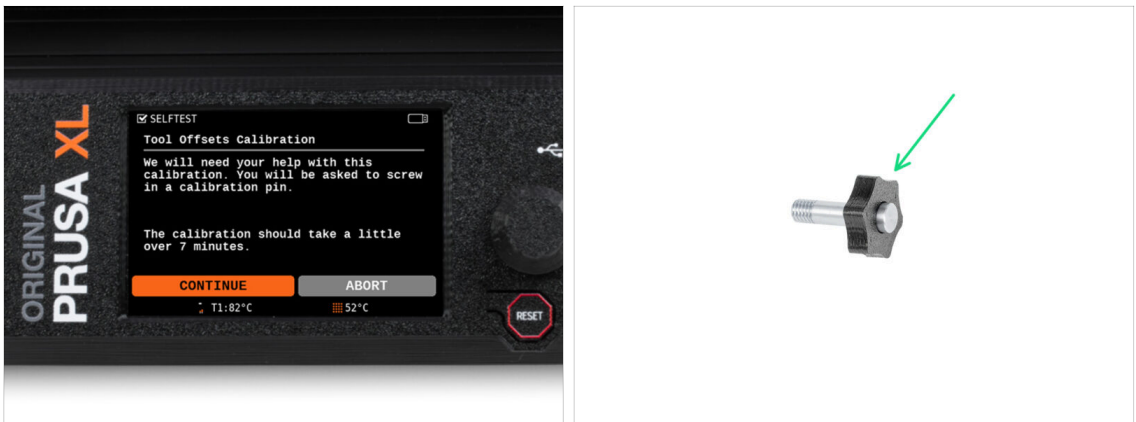 ORIGINAL
PRUSA XL
SELFTEST
Tool Offsets Calibration
We will need your help with this
calibration. You will be asked to screw
in a calibration pin.
The calibration should take a little
over 7 minutes.
CONTINUE
ABORT
T1:82°C
52°C
RESET